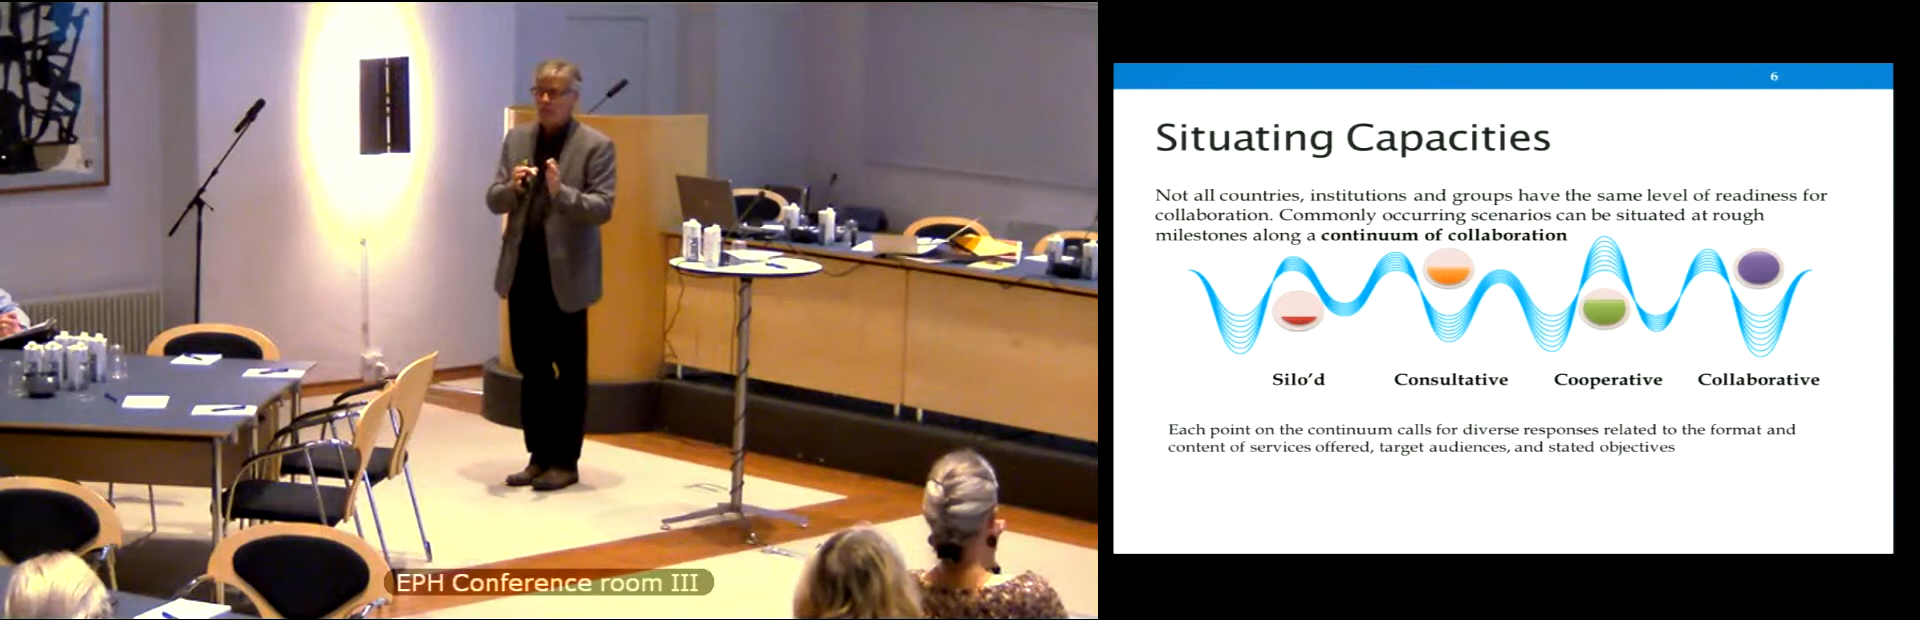 EPH Conference room III
6
Situating Capacities
Not all countries, institutions and groups have the same level of readiness for
collaboration. Commonly occurring scenarios can be situated at rough
milestones along a continuum of collaboration
Silo’d
Consultative
Cooperative
Collaborative
Each point on the continuum calls for diverse responses related to the format and
content of services offered, target audiences, and stated objectives